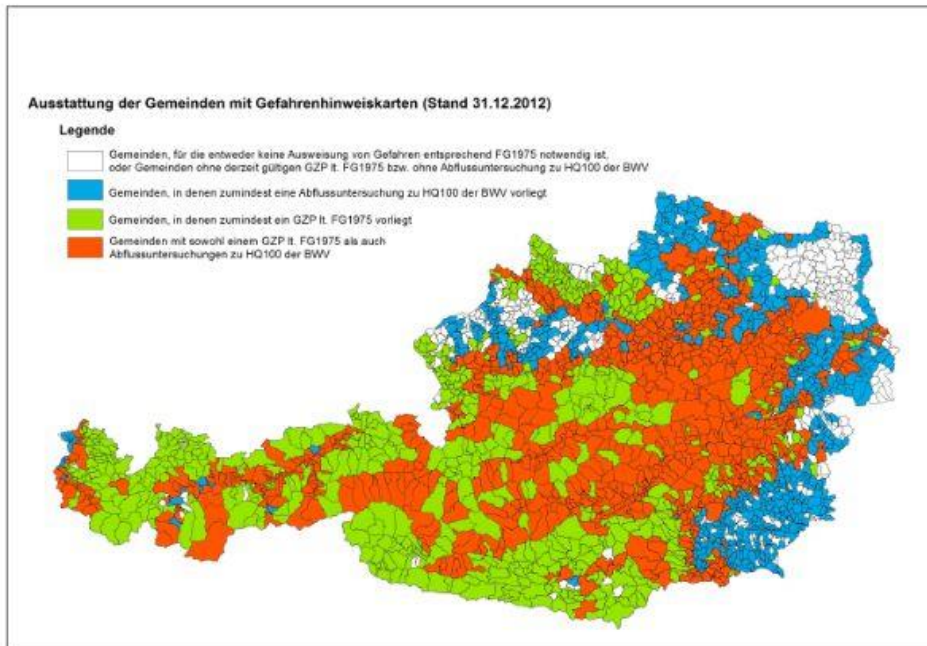 Ausstattung der Gemeinden mit Gefahrenhinweiskarten (Stand 31.12.2012)
Legende
Gemeinden, für die entweder keine Ausweisung von Gefahren entsprechend FG1975 notwendig ist,
oder Gemeinden ohne derzeit gültigen GZP lt. FG1975 bzw. ohne Abflussuntersuchung zu HQ100 der BWV
Gemeinden, in denen zumindest eine Abflussuntersuchung zu HQ100 der BWV vorliegt
Gemeinden, in denen zumindest ein GZP lt. FG1975 vorliegt
Gemeinden mit sowohl einem GZP lt. FG1975 als auch
Abflussuntersuchungen zu HQ100 der BWV